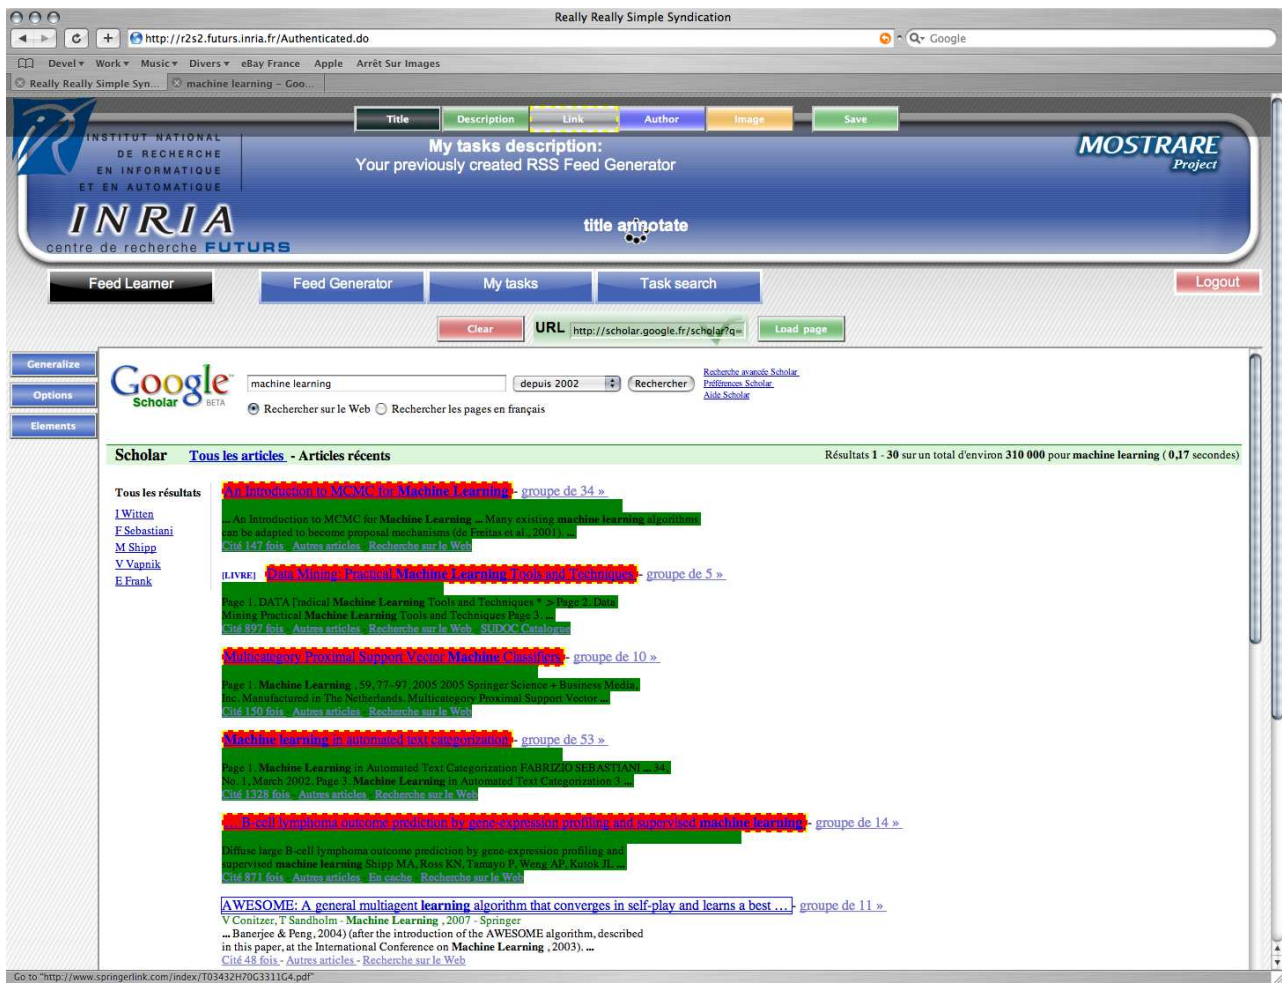 Really Really Simple Syndication
http://r2s2.futurs.inria.fr/Authenticated.do
Google
Devel Work Music Divers eBay France Apple Arrêt Sur Images
Really Really Simple Syn... machine learning – Goo...
Title Description Link Author Image Save
INSTITUT NATIONAL
DE RECHERCHE
EN INFORMATIQUE
ET EN AUTOMATIQUE
INRIA
centre de recherche FUTURS
My tasks description:
Your previously created RSS Feed Generator
title annotate
MOSTRARE
Project
Feed Learner Feed Generator My tasks Task search Logout
Clear URL http://scholar.google.fr/scholar?q= Load page
Generalize
Options
Elements
Google
Scholar BETA
machine learning depuis 2002 Rechercher
Recherche avancée Scholar
Préférences Scholar
Aide Scholar
Rechercher sur le Web Rechercher les pages en français
Scholar Tous les articles - Articles récents Résultats 1 - 30 sur un total d'environ 310 000 pour machine learning ( 0,17 secondes)
Tous les résultats
I Witten
F Sebastiani
M Shipp
V Vapnik
E Frank
An Introduction to MCMC for Machine Learning - groupe de 34 »
... An Introduction to MCMC for Machine Learning ... Many existing machine learning algorithms
can be adapted to become proposal mechanisms (de Freitas et al., 2001). ...
Cité 147 fois Autres articles Recherche sur le Web
[LIVRE] Data Mining: Practical Machine Learning Tools and Techniques - groupe de 5 »
Page 1. DATA [radical Machine Learning Tools and Techniques * > Page 2. Data
Mining Practical Machine Learning Tools and Techniques Page 3. ...
Cité 897 fois Autres articles Recherche sur le Web SUDOC Catalogue
Multicategory Proximal Support Vector Machine Classifiers - groupe de 10 »
Page 1. Machine Learning , 59, 77–97, 2005 2005 Springer Science + Business Media,
Inc. Manufactured in The Netherlands. Multicategory Proximal Support Vector ...
Cité 150 fois Autres articles Recherche sur le Web
Machine learning in automated text categorization - groupe de 53 »
Page 1. Machine Learning in Automated Text Categorization FABRIZIO SEBASTIANI ... 34,
No. 1, March 2002. Page 3. Machine Learning in Automated Text Categorization 3 ...
Cité 1328 fois Autres articles Recherche sur le Web
... B-cell lymphoma outcome prediction by gene-expression profiling and supervised machine learning - groupe de 14 »
Diffuse large B-cell lymphoma outcome prediction by gene-expression profiling and
supervised machine learning Shipp MA, Ross KN, Tamayo P, Weng AP, Kutok JL ...
Cité 871 fois Autres articles En cache Recherche sur le Web
AWESOME: A general multiagent learning algorithm that converges in self-play and learns a best ... - groupe de 11 »
V Conitzer, T Sandholm - Machine Learning , 2007 - Springer
... Banerjee & Peng, 2004) (after the introduction of the AWESOME algorithm, described
in this paper, at the International Conference on Machine Learning , 2003). ...
Cité 48 fois - Autres articles - Recherche sur le Web
Go to "http://www.springerlink.com/index/T03432H70G3311G4.pdf"